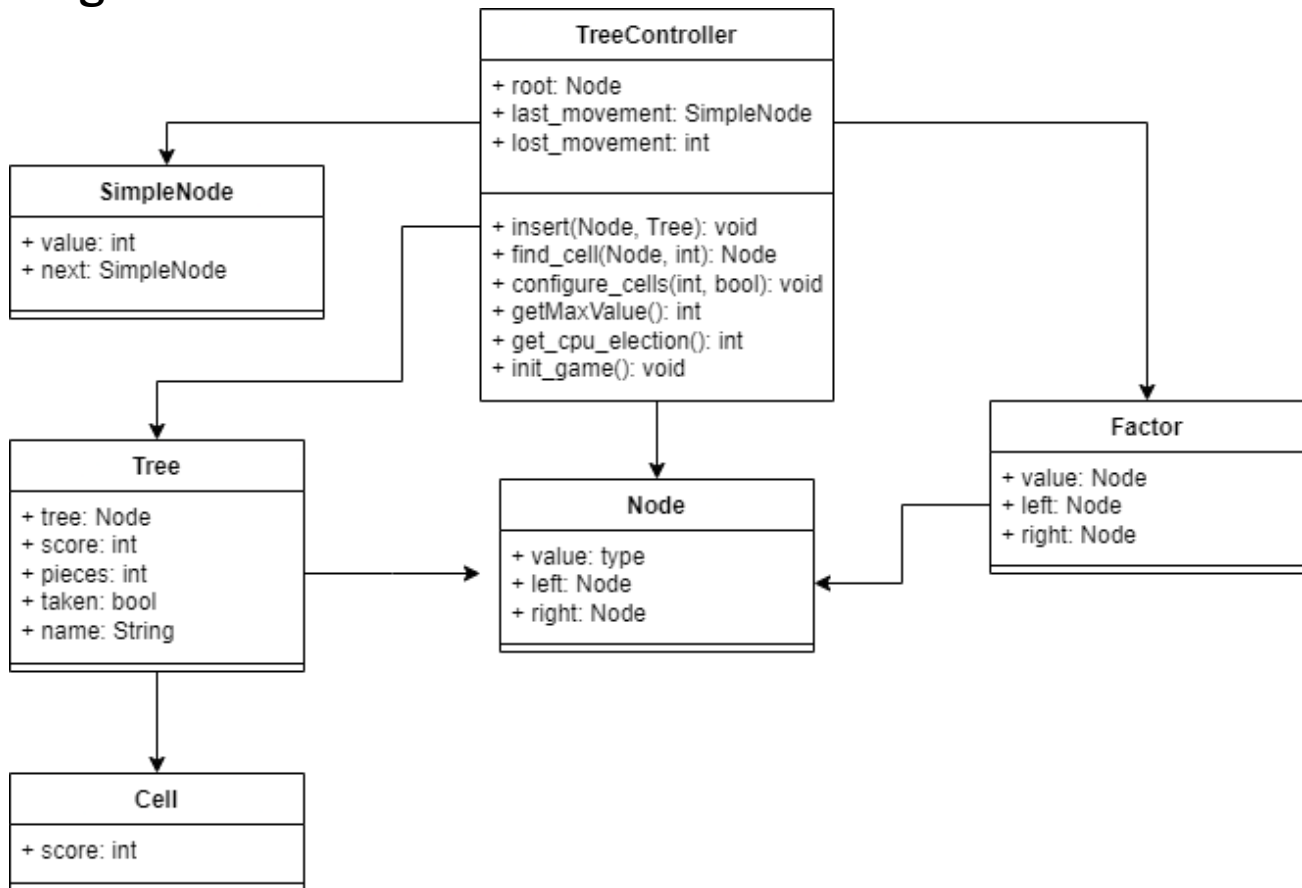 TreeController
+ root: Node
+ last_movement: SimpleNode
+ lost_movement: int
+ insert(Node, Tree): void
+ find_cell(Node, int): Node
+ configure_cells(int, bool): void
+ getMaxValue(): int
+ get_cpu_election(): int
+ init_game(): void
SimpleNode
+ value: int
+ next: SimpleNode
Tree
+ tree: Node
+ score: int
+ pieces: int
+ taken: bool
+ name: String
Node
+ value: type
+ left: Node
+ right: Node
Factor
+ value: Node
+ left: Node
+ right: Node
Cell
+ score: int